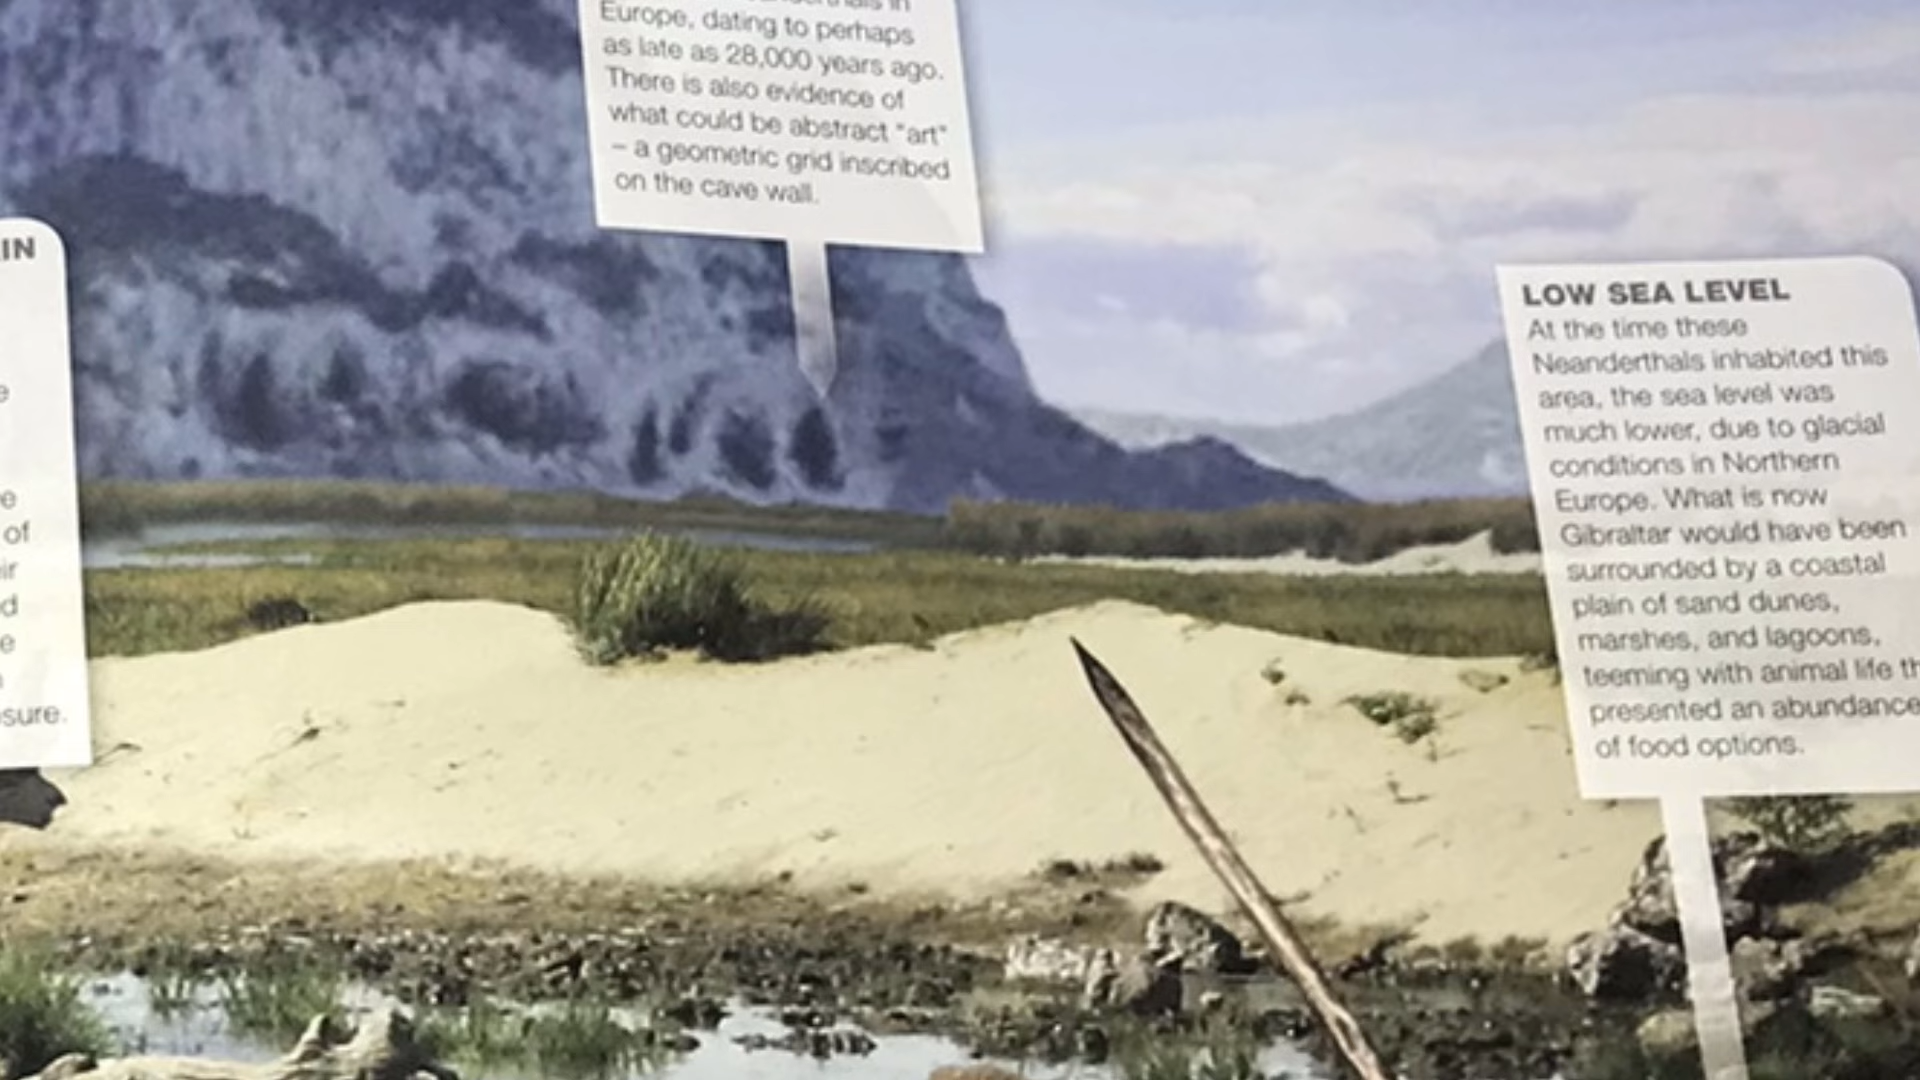 IN
e
e
of
ir
d
e
sure.
Europe, dating to perhaps
as late as 28,000 years ago.
There is also evidence of
what could be abstract "art"
– a geometric grid inscribed
on the cave wall.
LOW SEA LEVEL
At the time these
Neanderthals inhabited this
area, the sea level was
much lower, due to glacial
conditions in Northern
Europe. What is now
Gibraltar would have been
surrounded by a coastal
plain of sand dunes,
marshes, and lagoons,
teeming with animal life th
presented an abundance
of food options.